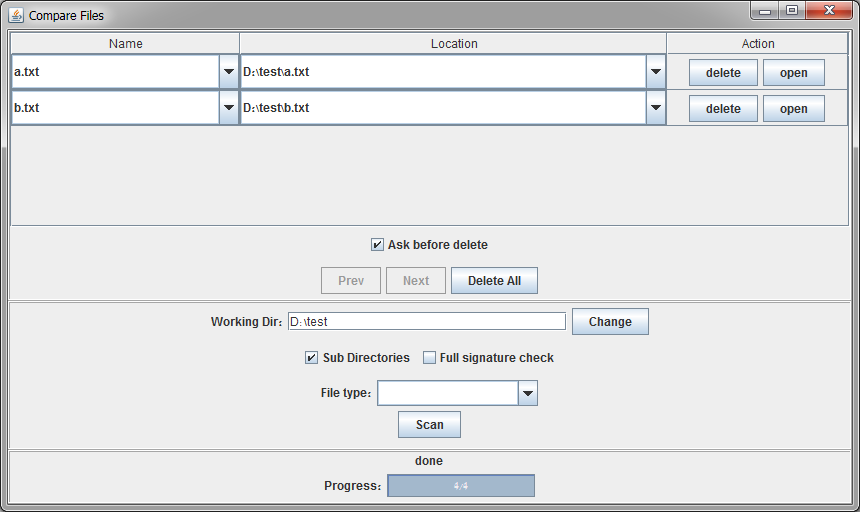 Compare Files
Name Location Action
a.txt D:\test\a.txt delete open
b.txt D:\test\b.txt delete open
Ask before delete
Prev Next Delete All
Working Dir: D:\test Change
Sub Directories Full signature check
File type:
Scan
done
Progress: 4/4